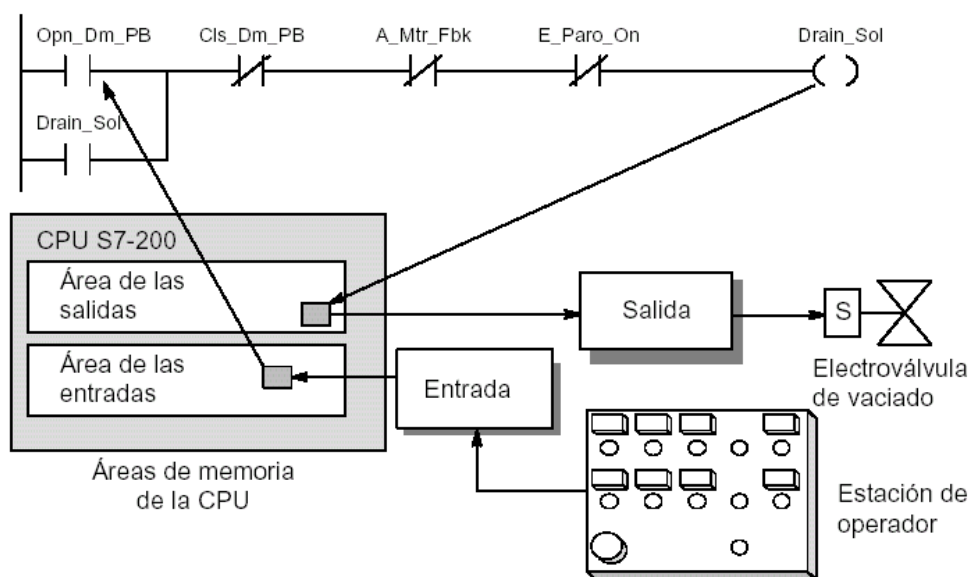 Opn_Dm_PB Cls_Dm_PB A_Mtr_Fbk E_Paro_On Drain_Sol
Drain_Sol
CPU S7-200
Área de las
salidas
Salida
S
Área de las
entradas
Entrada
Electroválvula
de vaciado
Áreas de memoria
de la CPU
Estación de
operador